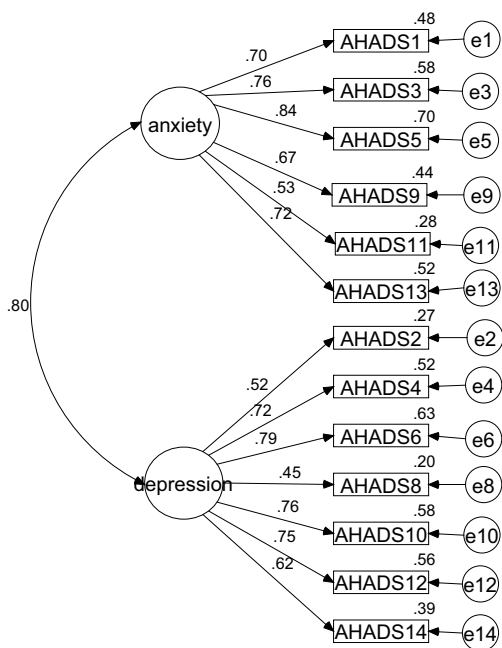 .48
.70
AHADS1
e1
.58
.76
AHADS3
e3
.70
.84
AHADS5
e5
anxiety
.44
.67
AHADS9
e9
.28
.53
AHADS11
e11
.52
.72
AHADS13
e13
.80
.27
AHADS2
e2
.52
.52
AHADS4
e4
.72
.63
AHADS6
e6
.79
.20
depression
.45
AHADS8
e8
.58
.76
AHADS10
e10
.56
.75
AHADS12
e12
.39
.62
AHADS14
e14